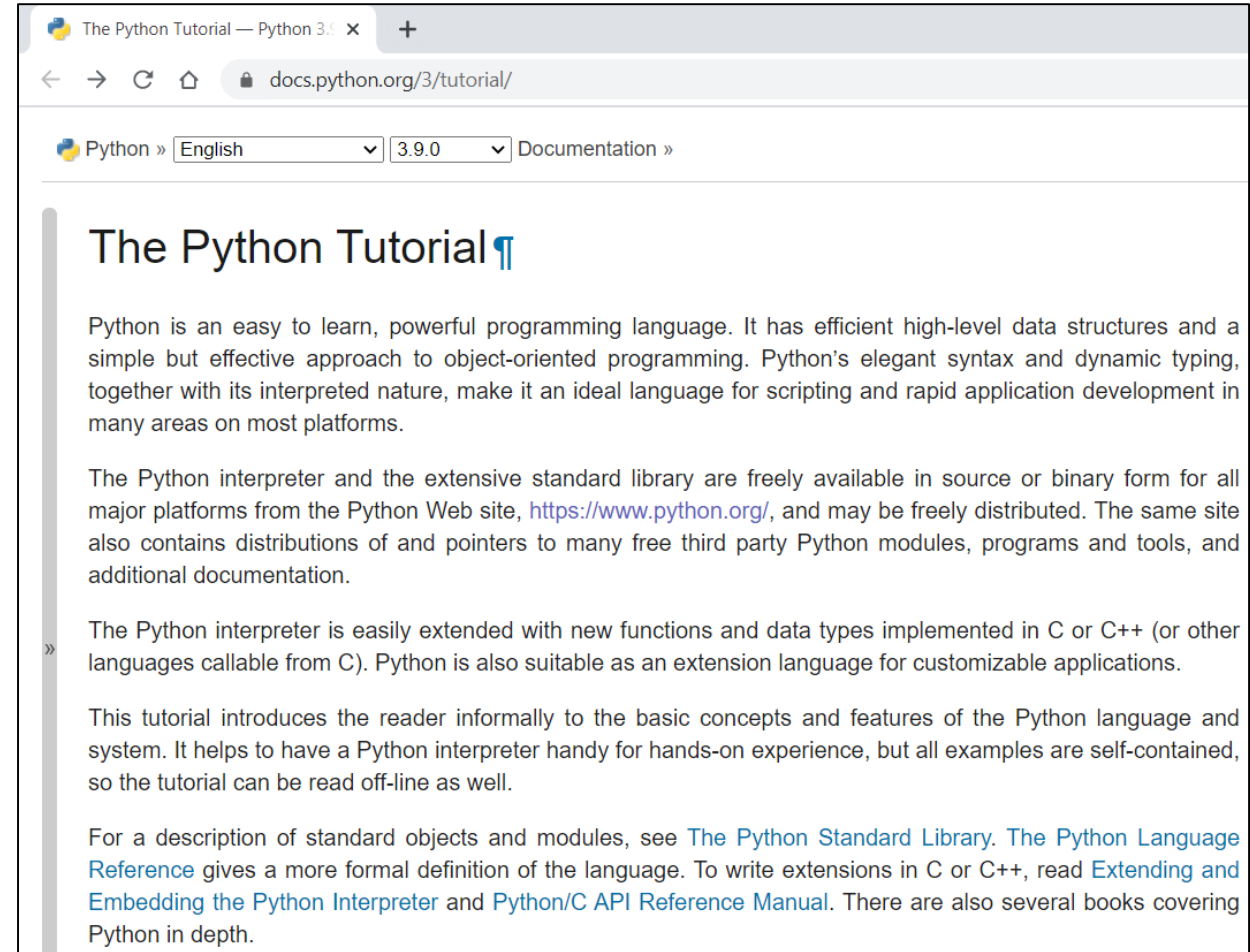 The Python Tutorial — Python 3.9
docs.python.org/3/tutorial/
Python » English 3.9.0 Documentation »
The Python Tutorial¶
Python is an easy to learn, powerful programming language. It has efficient high-level data structures and a
simple but effective approach to object-oriented programming. Python’s elegant syntax and dynamic typing,
together with its interpreted nature, make it an ideal language for scripting and rapid application development in
many areas on most platforms.
The Python interpreter and the extensive standard library are freely available in source or binary form for all
major platforms from the Python Web site, https://www.python.org/, and may be freely distributed. The same site
also contains distributions of and pointers to many free third party Python modules, programs and tools, and
additional documentation.
The Python interpreter is easily extended with new functions and data types implemented in C or C++ (or other
languages callable from C). Python is also suitable as an extension language for customizable applications.
»
This tutorial introduces the reader informally to the basic concepts and features of the Python language and
system. It helps to have a Python interpreter handy for hands-on experience, but all examples are self-contained,
so the tutorial can be read off-line as well.
For a description of standard objects and modules, see The Python Standard Library. The Python Language
Reference gives a more formal definition of the language. To write extensions in C or C++, read Extending and
Embedding the Python Interpreter and Python/C API Reference Manual. There are also several books covering
Python in depth.